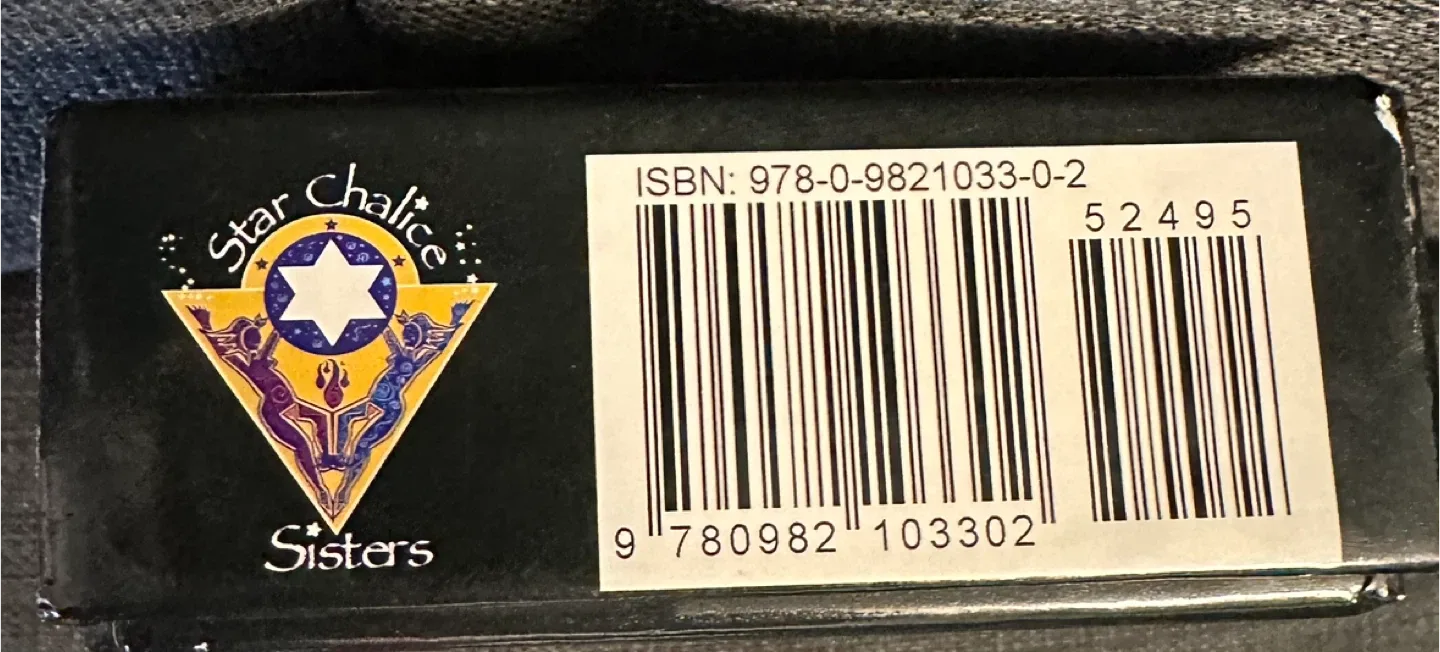 Star Chalice
Sisters
ISBN: 978-0-9821033-0-2
52495
9 780982 103302